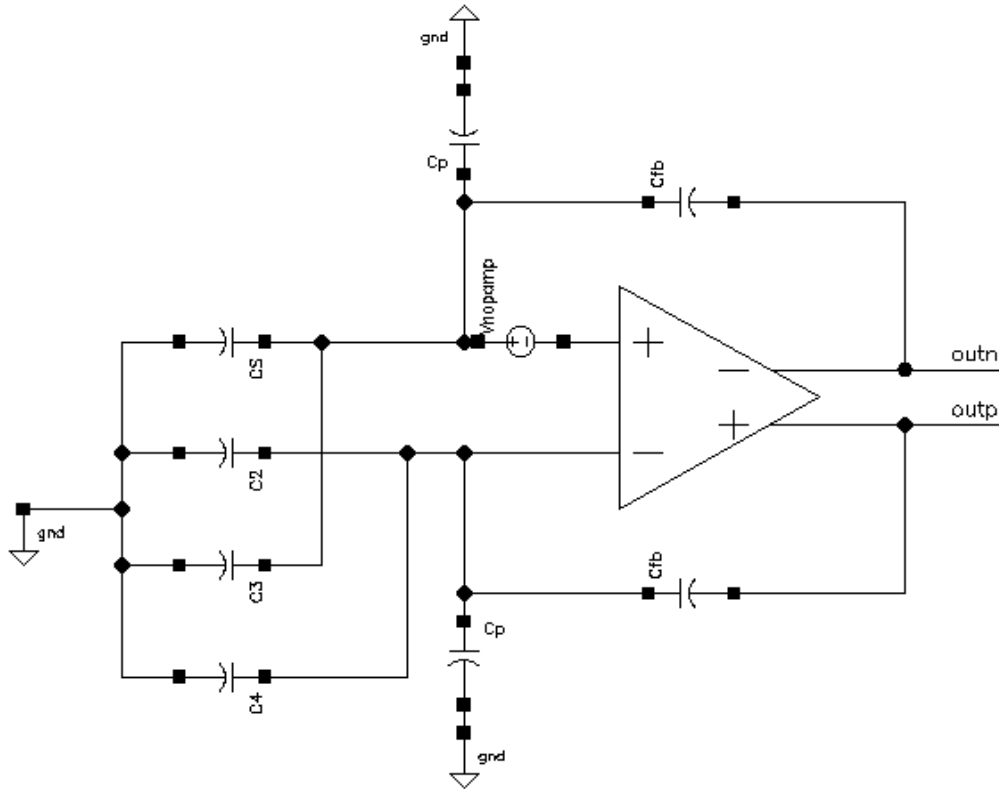 gnd
Cp
Cfb
Vnopamp
+ -
C5
+
-
outn
+
outp
C2
-
gnd
C3
Cfb
Cp
C4
gnd